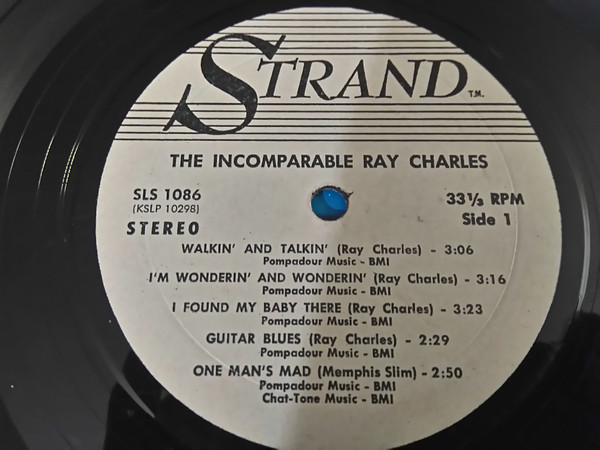 STRAND T.M.
THE INCOMPARABLE RAY CHARLES
SLS 1086
(KSLP 10298)
STEREO
33⅓ RPM
Side 1
WALKIN' AND TALKIN' (Ray Charles) - 3:06
Pompadour Music - BMI
I'M WONDERIN' AND WONDERIN' (Ray Charles) - 3:16
Pompadour Music - BMI
I FOUND MY BABY THERE (Ray Charles) - 3:23
Pompadour Music - BMI
GUITAR BLUES (Ray Charles) - 2:29
Pompadour Music - BMI
ONE MAN'S MAD (Memphis Slim) - 2:50
Pompadour Music - BMI
Chat-Tone Music - BMI